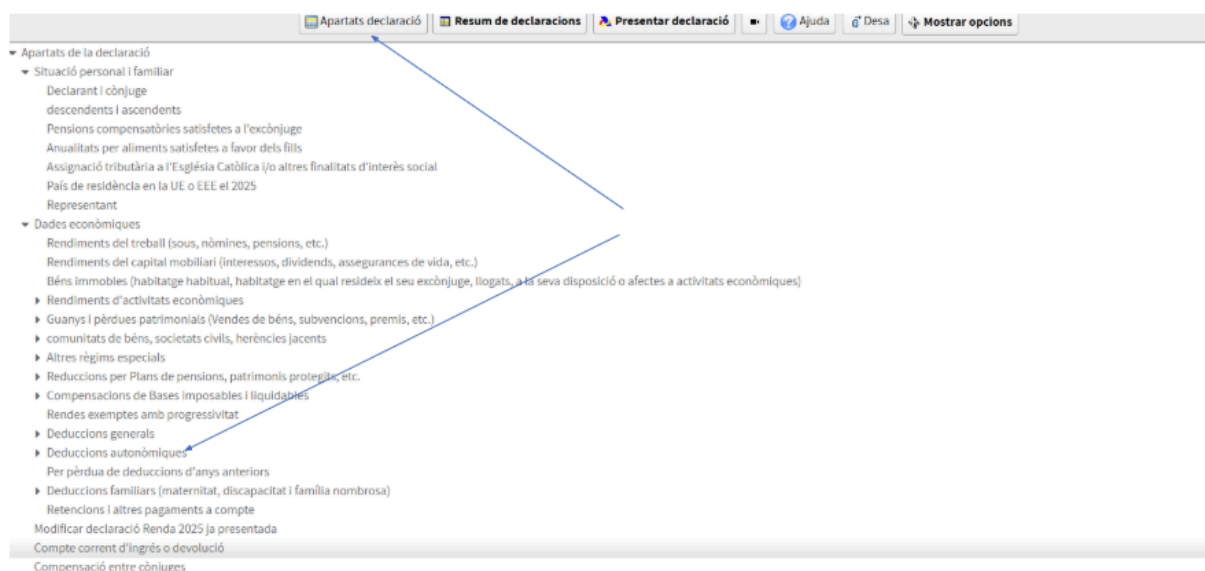 Apartats declaració Resum de declaracions Presentar declaració Ajuda Desa Mostrar opcions
Apartats de la declaració
Situació personal i familiar
Declarant i cònjuge
descendents i ascendents
Pensions compensatòries satisfetes a l'excònjuge
Anualitats per aliments satisfetes a favor dels fills
Assignació tributària a l'Església Catòlica i/o altres finalitats d'interès social
País de residència en la UE o EEE el 2025
Representant
Dades econòmiques
Rendiments del treball (sous, nòmines, pensions, etc.)
Rendiments del capital mobiliari (interessos, dividends, assegurances de vida, etc.)
Béns immobles (habitatge habitual, habitatge en el qual resideix el seu excònjuge, llogats, a la seva disposició o afectes a activitats econòmiques)
Rendiments d'activitats econòmiques
Guanys i pèrdues patrimonials (Vendes de béns, subvencions, premis, etc.)
comunitats de béns, societats civils, herències jacents
Altres règims especials
Reduccions per Plans de pensions, patrimonis protegits, etc.
Compensacions de Bases imposables i liquidables
Rendes exemptes amb progressivitat
Deduccions generals
Deduccions autonòmiques
Per pèrdua de deduccions d'anys anteriors
Deduccions familiars (maternitat, discapacitat i família nombrosa)
Retencions i altres pagaments a compte
Modificar declaració Renda 2025 ja presentada
Compte corrent d'ingrés o devolució
Compensació entre cònjuges